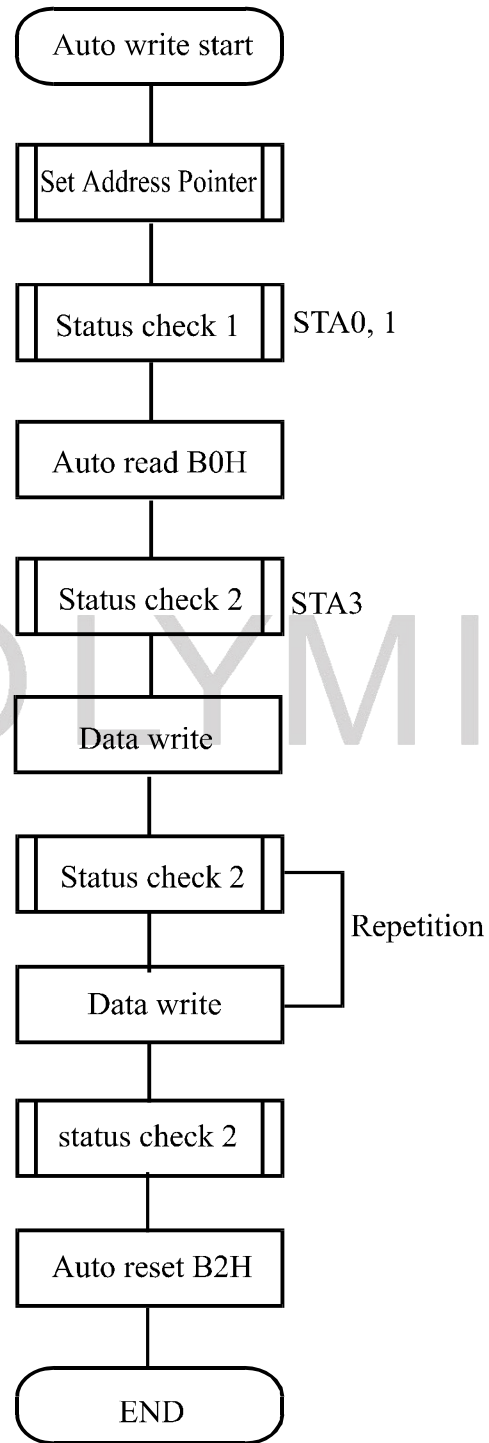 Auto write start
Set Address Pointer
Status check 1
STA0, 1
Auto read B0H
Status check 2
STA3
OLYMI
Data write
Status check 2
Repetition
Data write
status check 2
Auto reset B2H
END